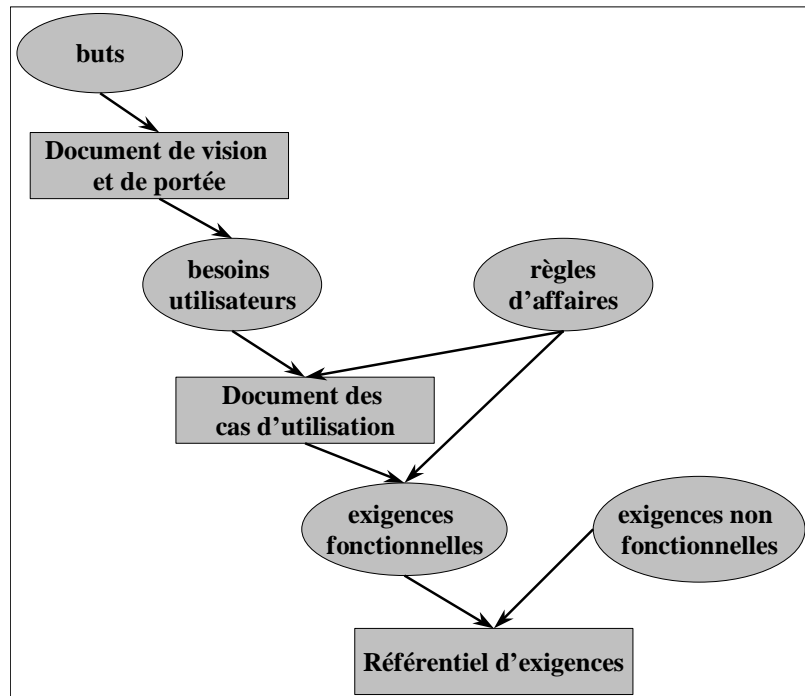 buts
Document de vision
et de portée
besoins
utilisateurs
règles
d’affaires
Document des
cas d’utilisation
exigences
fonctionnelles
exigences non
fonctionnelles
Référentiel d’exigences